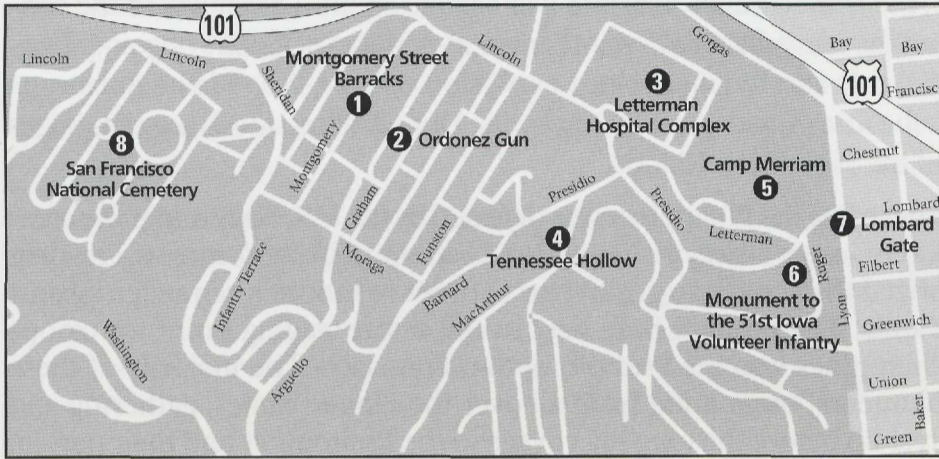 101
Lincoln
Lincoln
Sheridan
Montgomery Street
Barracks
1
Lincoln
Gorgas
Bay
Bay
101
Francisc
3
Letterman
Hospital Complex
2 Ordonez Gun
8
San Francisco
National Cemetery
Montgomery
Chestnut
Camp Merriam
5
Presidio
Presidio
Graham
Lombard
7 Lombard
Gate
Letterman
Funston
4
Tennessee Hollow
Moraga
Infantry Terrace
Ruger
Filbert
6
Monument to
the 51st Iowa
Volunteer Infantry
Barnard
MacArthur
Lyon
Greenwich
Washington
Arguello
Union
Baker
Green